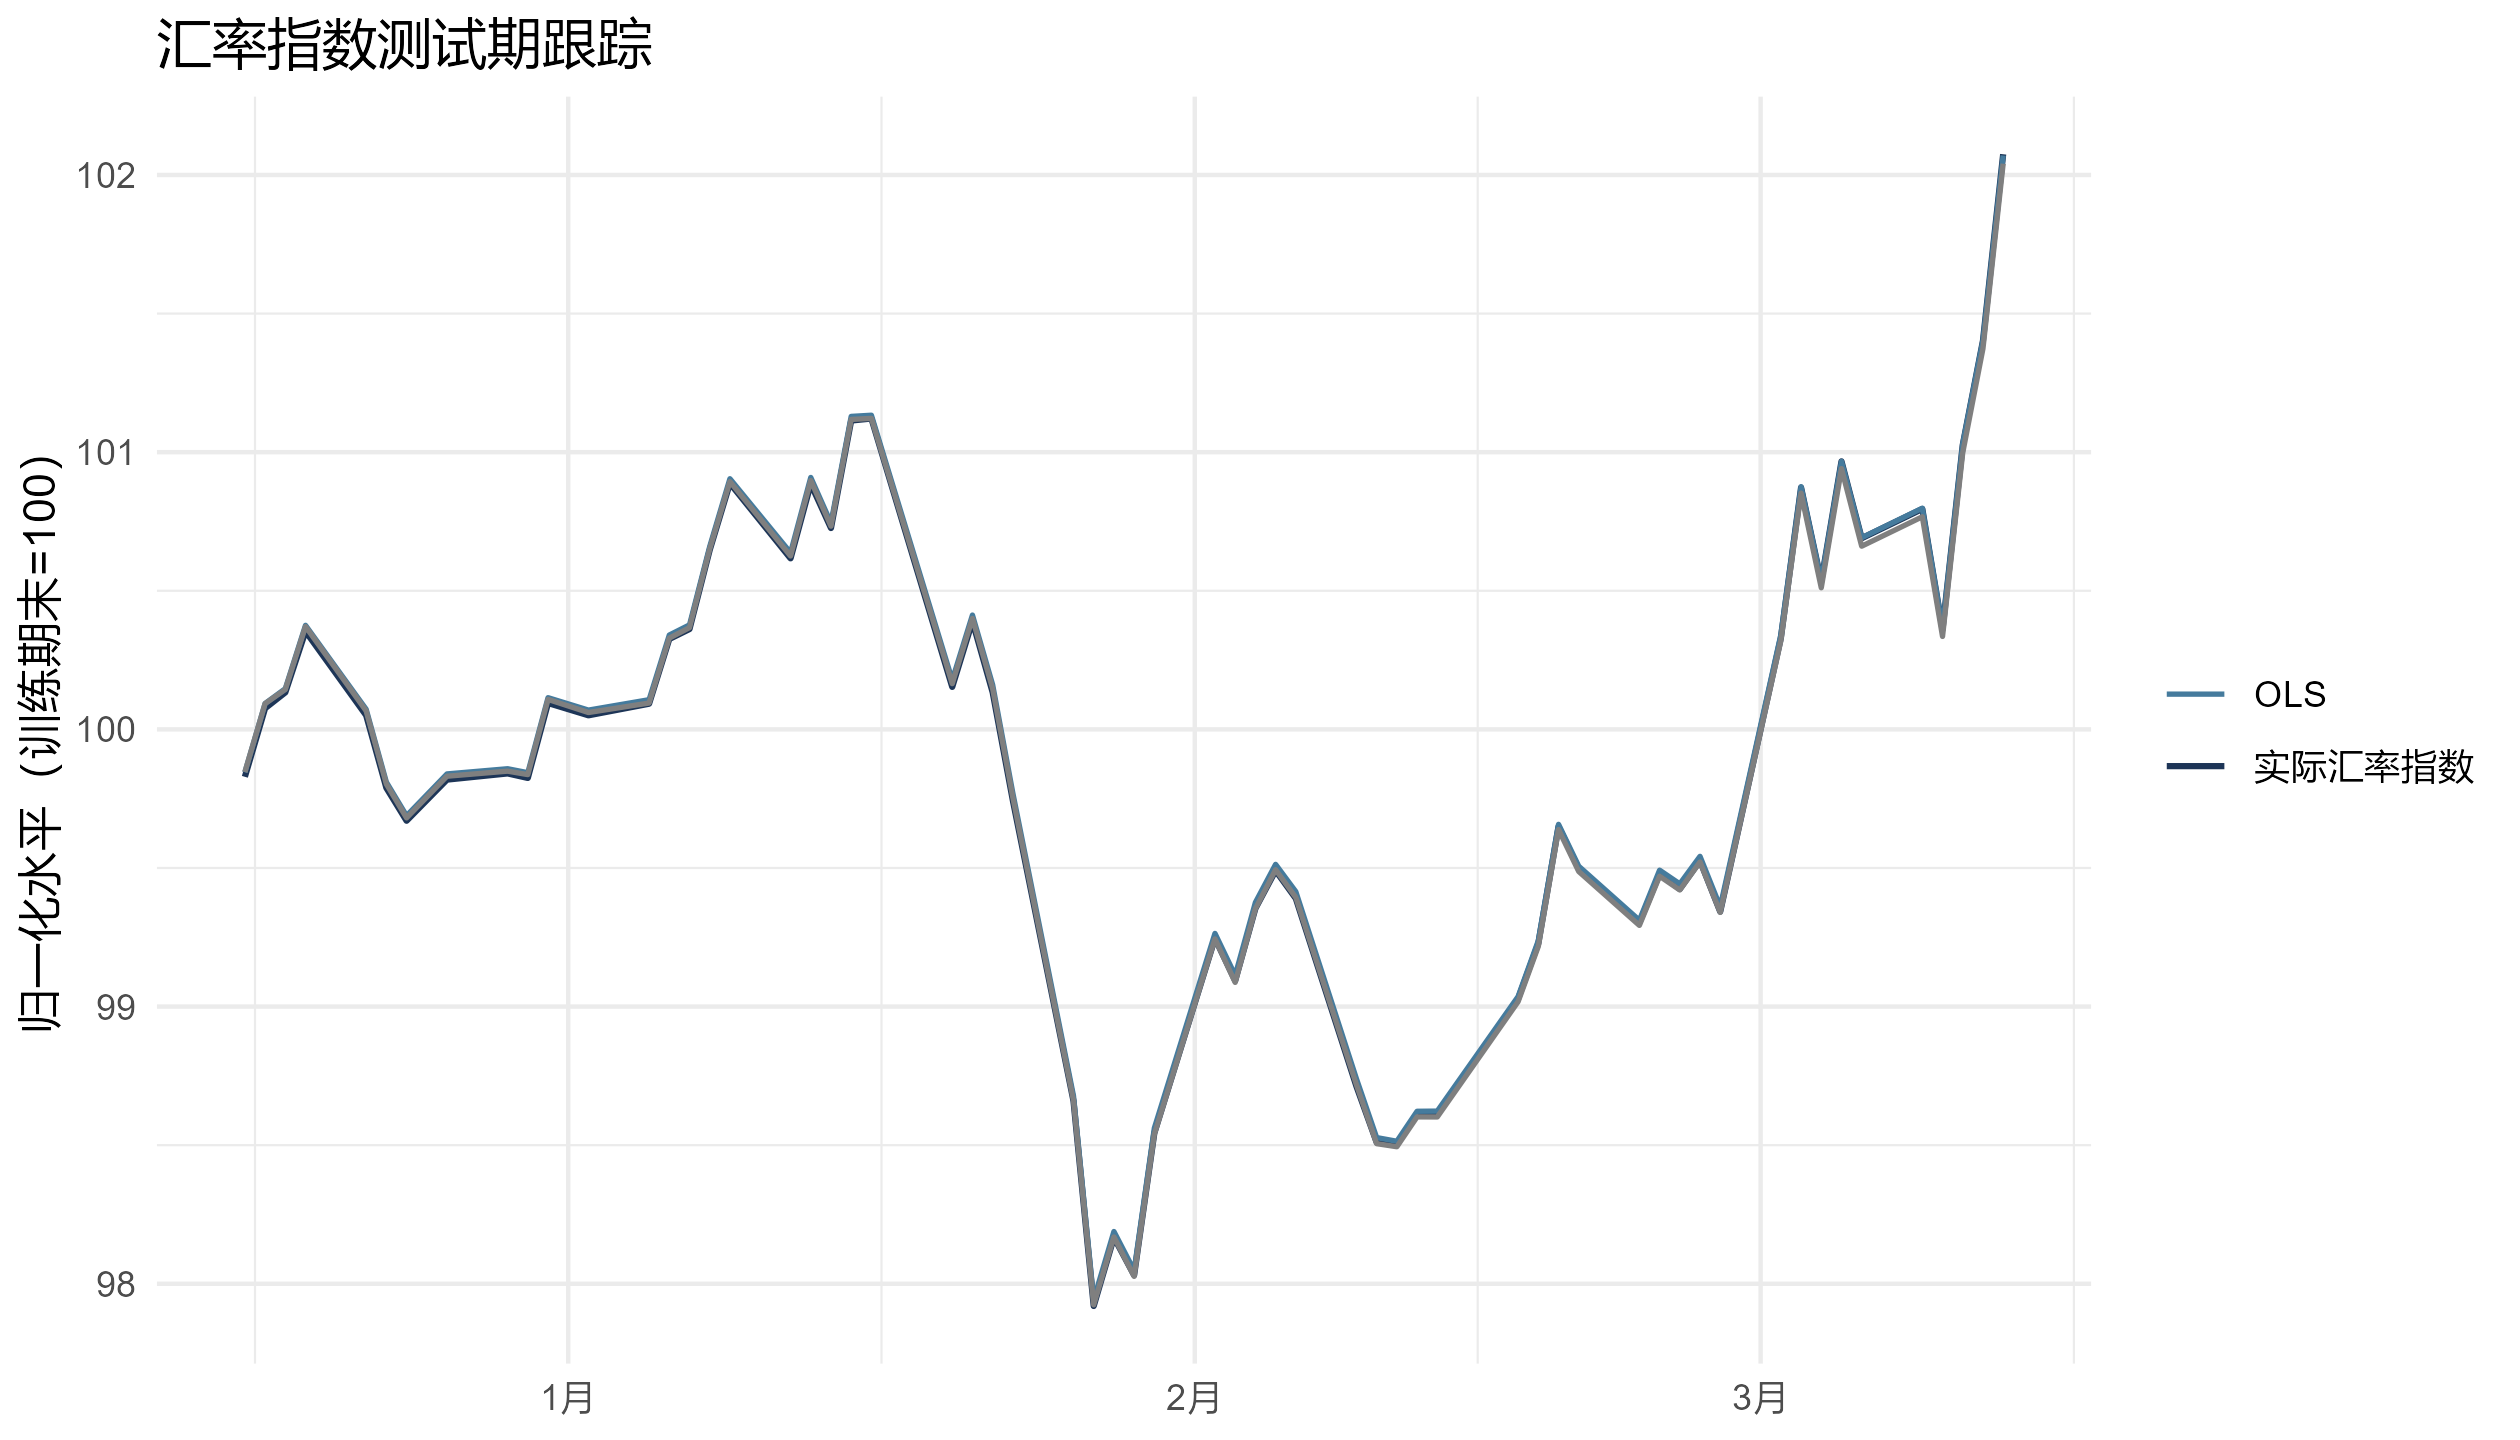 汇率指数测试期跟踪
归一化水平（训练期末=100）
102
101
100
99
98
1月
2月
3月
OLS
实际汇率指数